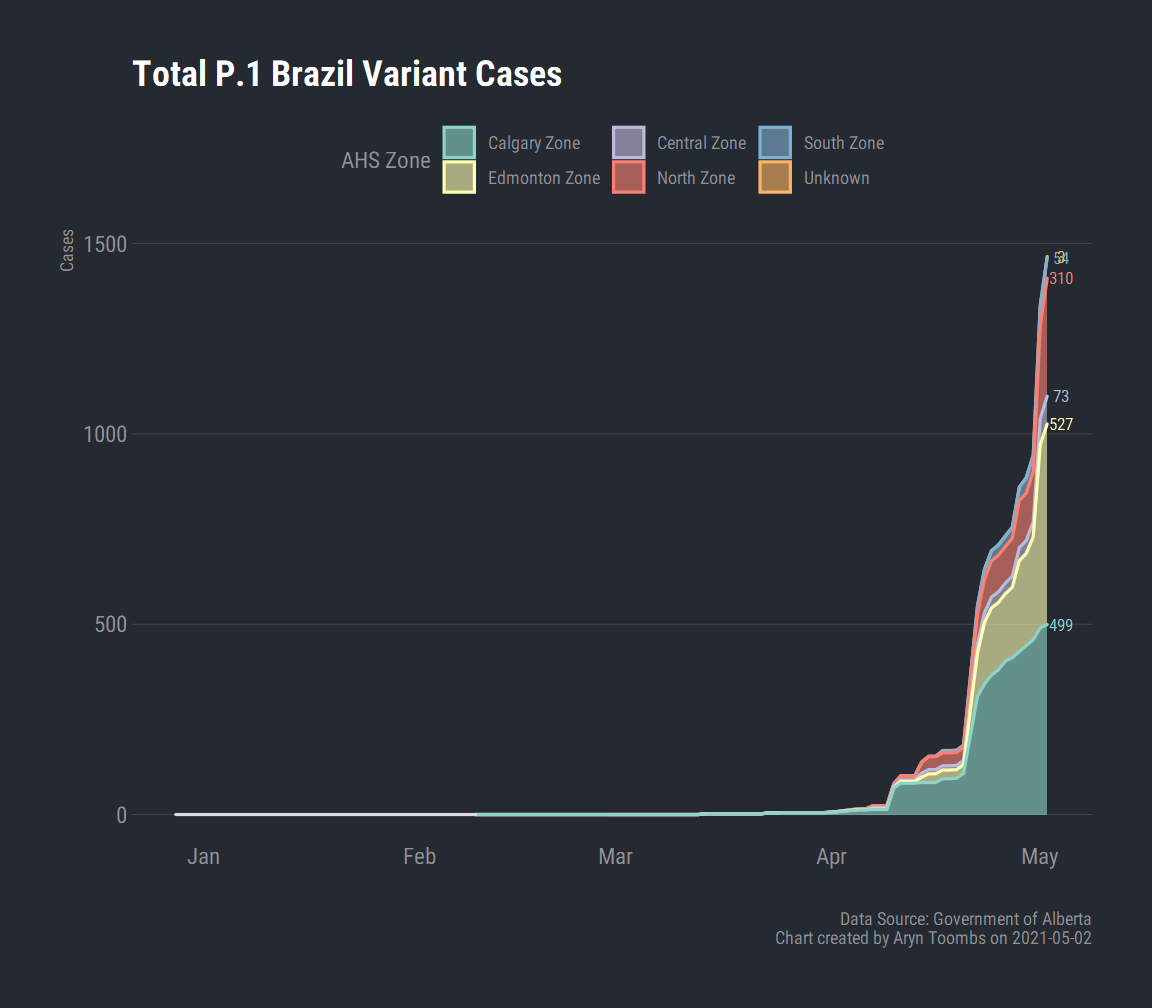 Total P.1 Brazil Variant Cases
AHS Zone
Calgary Zone
Central Zone
South Zone
Edmonton Zone
North Zone
Unknown
Cases
1500
1000
500
0
54
310
73
527
499
Jan
Feb
Mar
Apr
May
Data Source: Government of Alberta
Chart created by Aryn Toombs on 2021-05-02